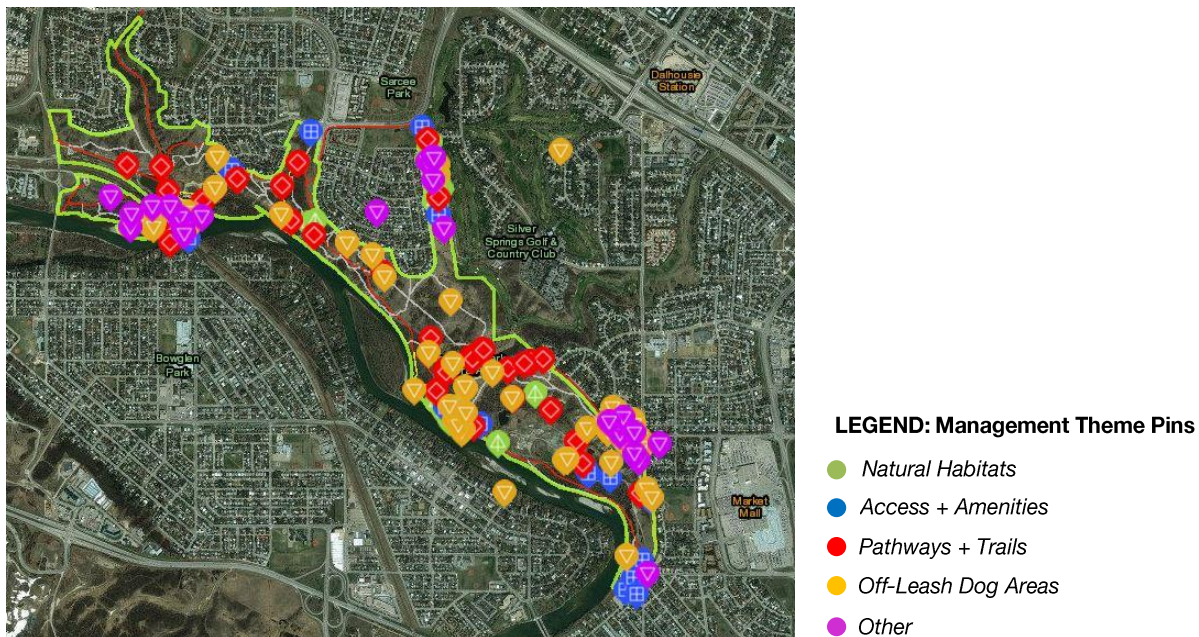 Sarcee
Park
Dalhousie
Station
Silver
Springs Golf &
Country Club
Bowglen
Park
Market
Mall
LEGEND: Management Theme Pins
Natural Habitats
Access + Amenities
Pathways + Trails
Off-Leash Dog Areas
Other